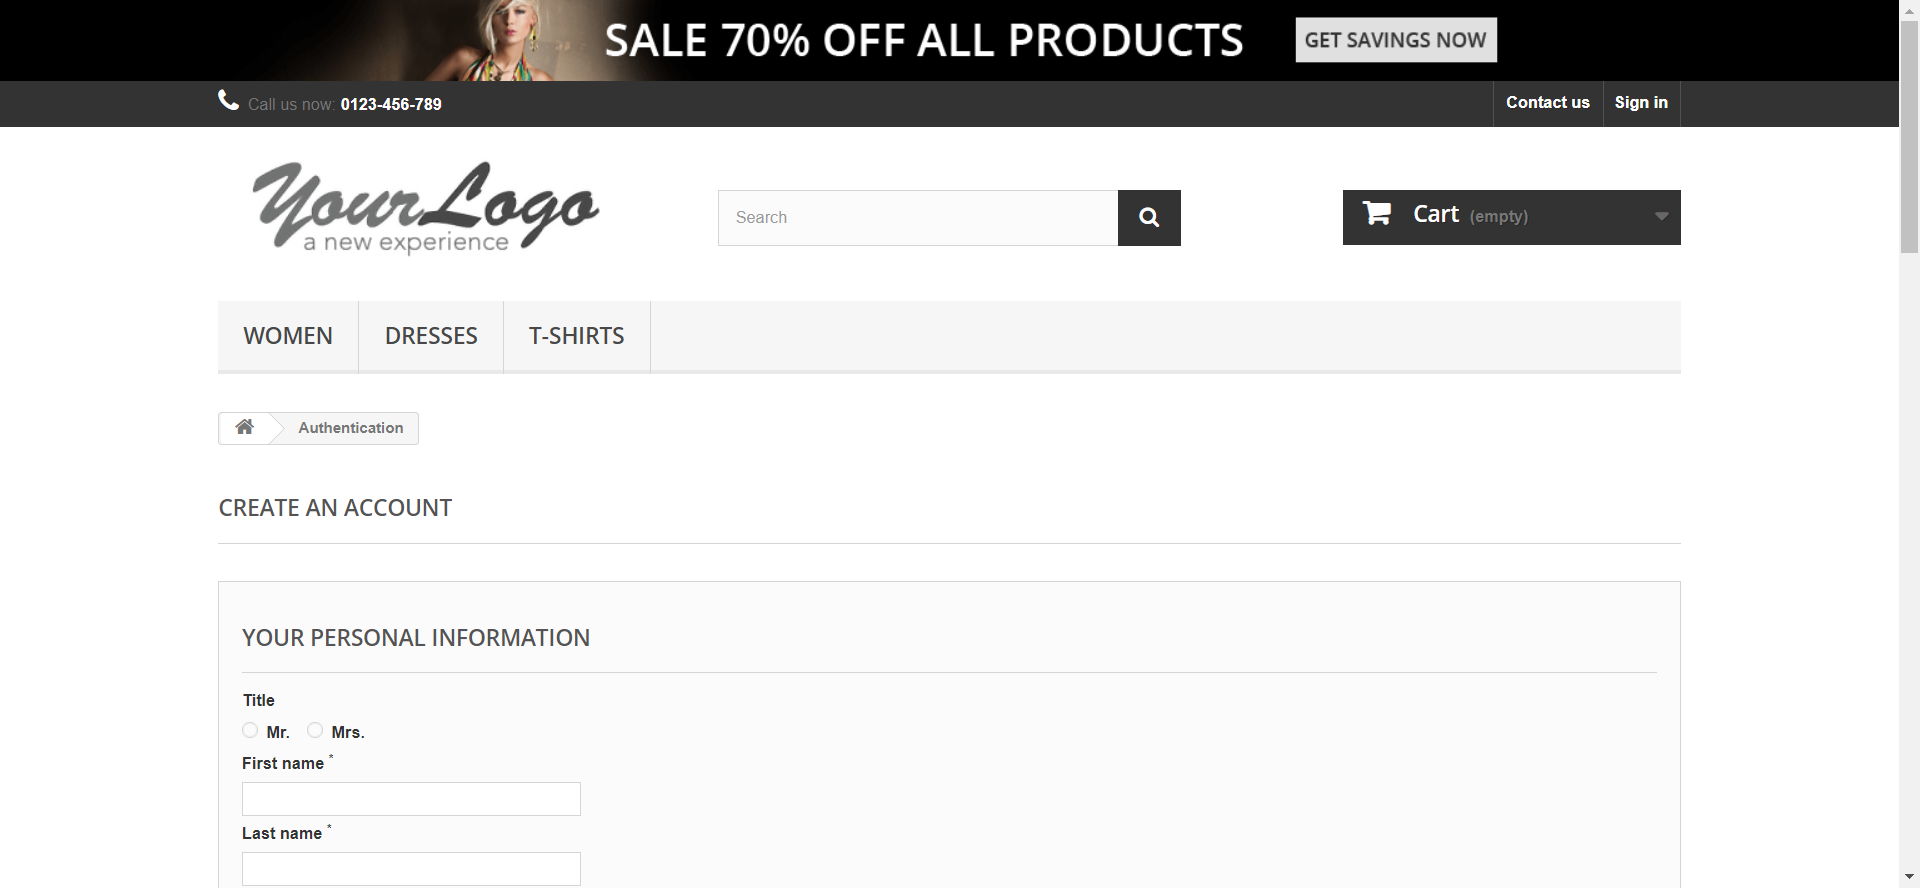 SALE 70% OFF ALL PRODUCTS GET SAVINGS NOW
Call us now: 0123-456-789 Contact us Sign in
Your Logo
a new experience
Search
Cart (empty)
WOMEN DRESSES T-SHIRTS
Authentication
CREATE AN ACCOUNT
YOUR PERSONAL INFORMATION
Title
Mr. Mrs.
First name *
Last name *